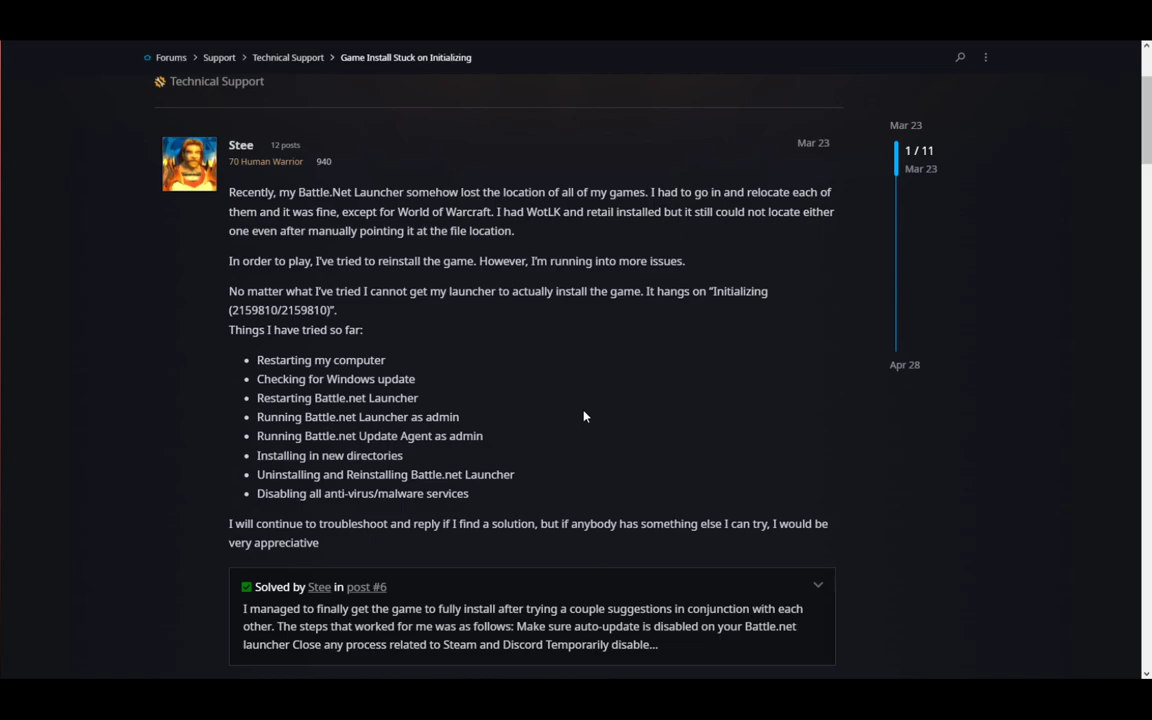 Forums > Support > Technical Support > Game Install Stuck on Initializing
Technical Support
Stee 12 posts Mar 23
70 Human Warrior 940
Recently, my Battle.Net Launcher somehow lost the location of all of my games. I had to go in and relocate each of
them and it was fine, except for World of Warcraft. I had WotLK and retail installed but it still could not locate either
one even after manually pointing it at the file location.
In order to play, I've tried to reinstall the game. However, I'm running into more issues.
No matter what I've tried I cannot get my launcher to actually install the game. It hangs on “Initializing
(2159810/2159810)”.
Things I have tried so far:
• Restarting my computer
• Checking for Windows update
• Restarting Battle.net Launcher
• Running Battle.net Launcher as admin
• Running Battle.net Update Agent as admin
• Installing in new directories
• Uninstalling and Reinstalling Battle.net Launcher
• Disabling all anti-virus/malware services
I will continue to troubleshoot and reply if I find a solution, but if anybody has something else I can try, I would be
very appreciative
Solved by Stee in post #6
I managed to finally get the game to fully install after trying a couple suggestions in conjunction with each
other. The steps that worked for me was as follows: Make sure auto-update is disabled on your Battle.net
launcher Close any process related to Steam and Discord Temporarily disable...
Mar 23
1 / 11
Mar 23
Apr 28